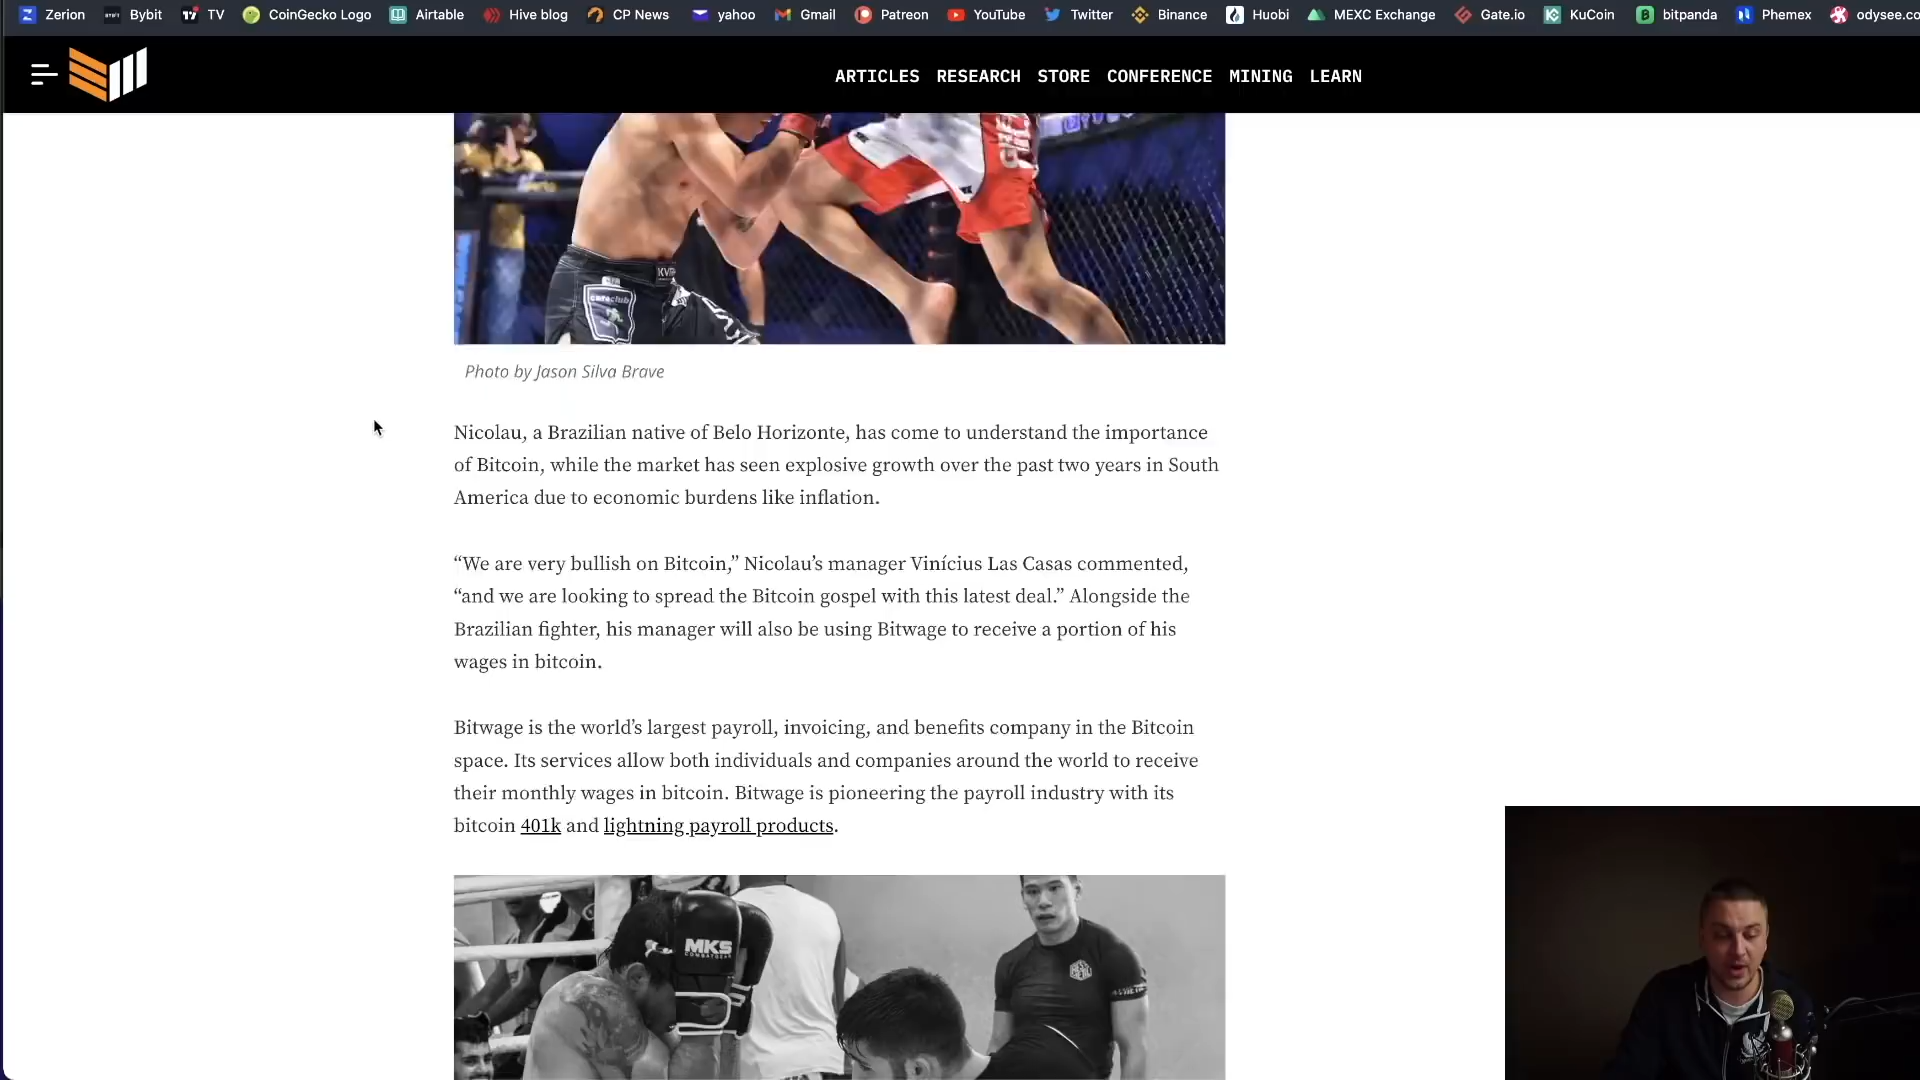 Zerion Bybit TV CoinGecko Logo Airtable Hive blog CP News yahoo Gmail Patreon YouTube Twitter Binance Huobi MEXC Exchange Gate.io KuCoin bitpanda Phemex odysee.co
ARTICLES RESEARCH STORE CONFERENCE MINING LEARN
Photo by Jason Silva Brave
Nicolau, a Brazilian native of Belo Horizonte, has come to understand the importance
of Bitcoin, while the market has seen explosive growth over the past two years in South
America due to economic burdens like inflation.
“We are very bullish on Bitcoin,” Nicolau’s manager Vinícius Las Casas commented,
“and we are looking to spread the Bitcoin gospel with this latest deal.” Alongside the
Brazilian fighter, his manager will also be using Bitwage to receive a portion of his
wages in bitcoin.
Bitwage is the world’s largest payroll, invoicing, and benefits company in the Bitcoin
space. Its services allow both individuals and companies around the world to receive
their monthly wages in bitcoin. Bitwage is pioneering the payroll industry with its
bitcoin 401k and lightning payroll products.
MKS